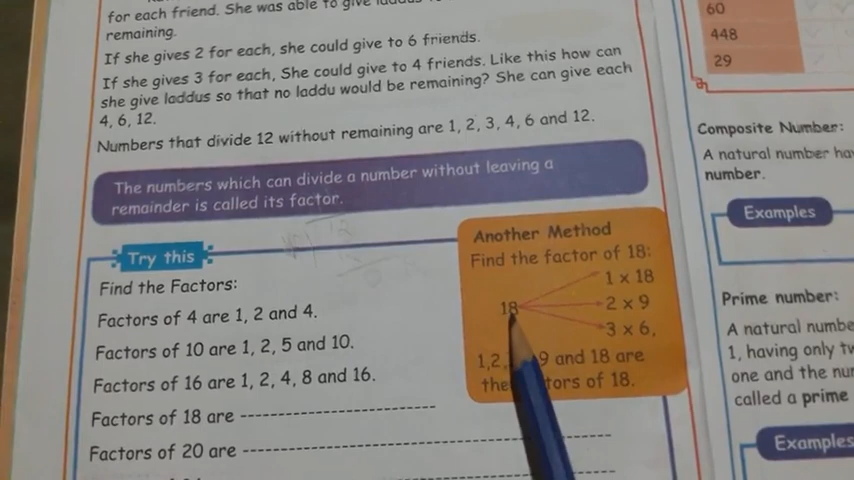 for each friend. She was able to give
remaining.
If she gives 2 for each, she could give to 6 friends.
If she gives 3 for each, She could give to 4 friends. Like this how can
she give laddus so that no laddu would be remaining? She can give each
4, 6, 12.
Numbers that divide 12 without remaining are 1, 2, 3, 4, 6 and 12.
The numbers which can divide a number without leaving a
remainder is called its factor.
Try this
Find the Factors:
Factors of 4 are 1, 2 and 4.
Factors of 10 are 1, 2, 5 and 10.
Factors of 16 are 1, 2, 4, 8 and 16.
Factors of 18 are
Factors of 20 are
Another Method
Find the factor of 18:
18
1 x 18
2 x 9
3 x 6,
1,2, 9 and 18 are
the tors of 18.
60
448
29
Composite Number:
A natural number
number.
Examples
Prime number:
A natural
1, having only
one and the
called a prime
Examples